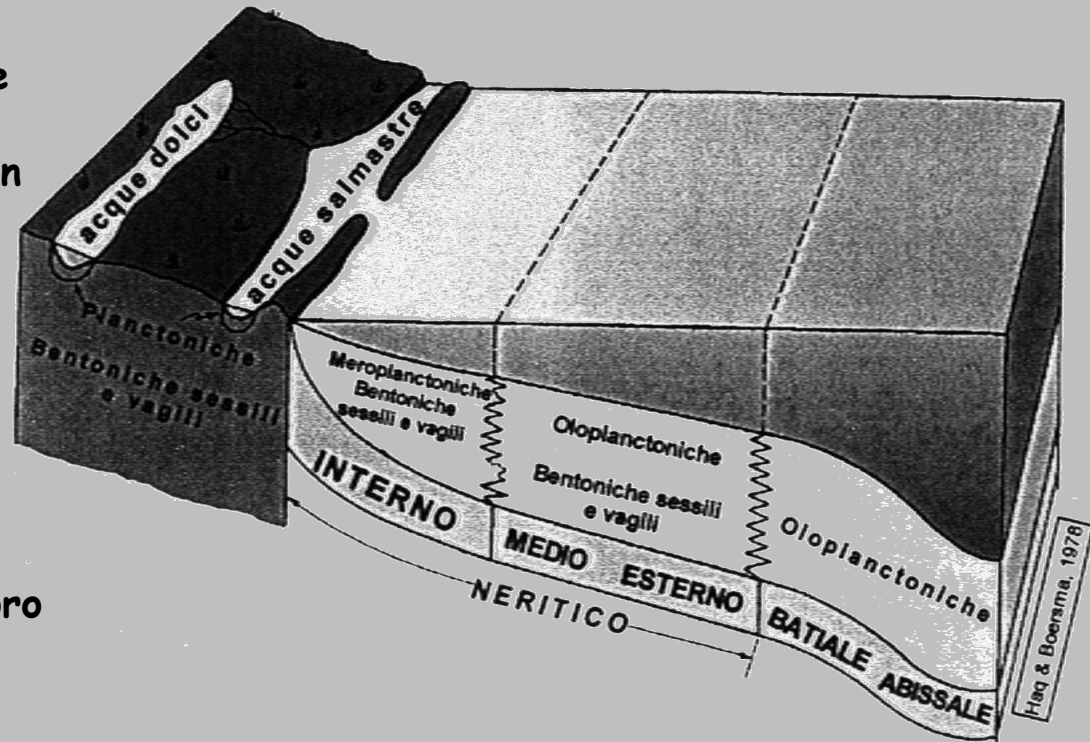 e
n
oro
acque dolci
acque salmastre
Planctoniche
Bentoniche sessili
e vagili
Meroplanctoniche
Bentoniche
sessili e vagili
Oloplanctoniche
Bentoniche sessili
e vagili
Oloplanctoniche
INTERNO
MEDIO ESTERNO
BATIALE ABISSALE
NERITICO
Haq & Boersma, 1978